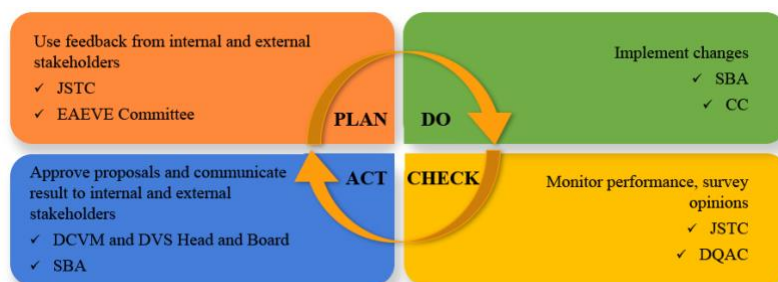 Use feedback from internal and external
stakeholders
✓ JSTC
✓ EAEVE Committee
PLAN
Implement changes
✓ SBA
✓ CC
DO
Approve proposals and communicate
result to internal and external
stakeholders
✓ DCVM and DVS Head and Board
✓ SBA
ACT
CHECK
Monitor performance, survey
opinions
✓ JSTC
✓ DQAC